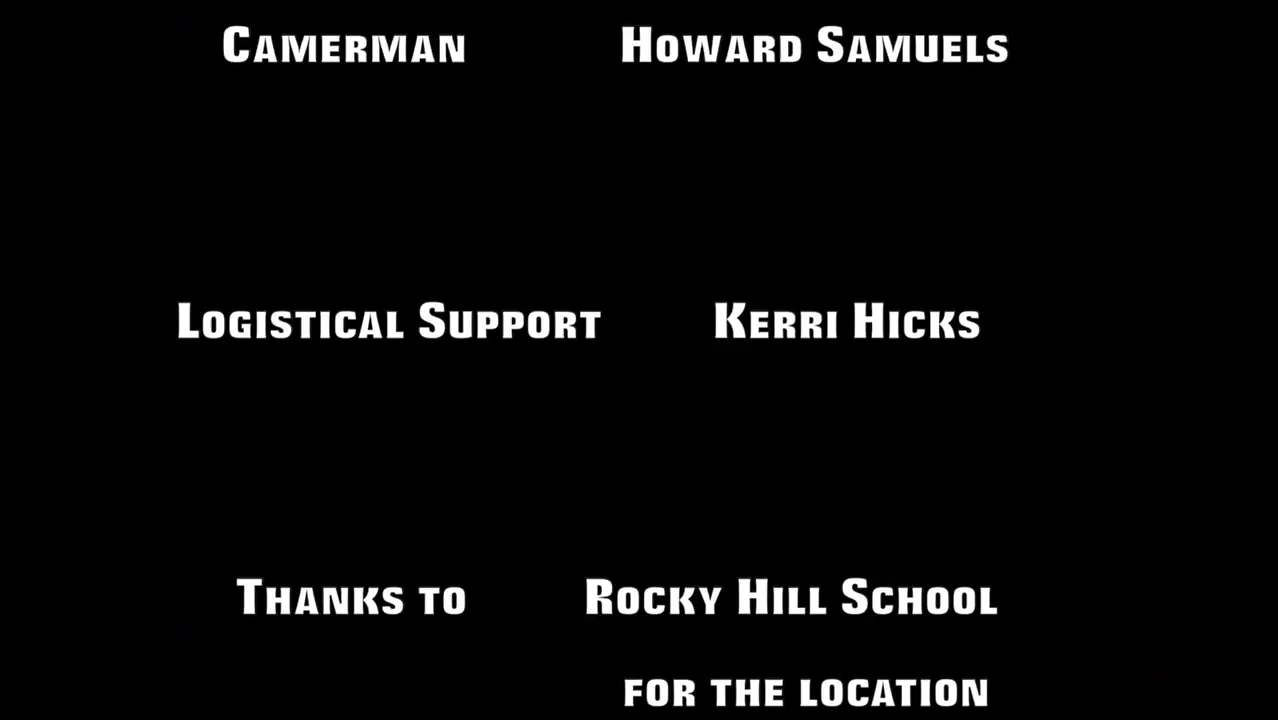 Camerman Howard Samuels
Logistical Support Kerri Hicks
Thanks to Rocky Hill School
for the location